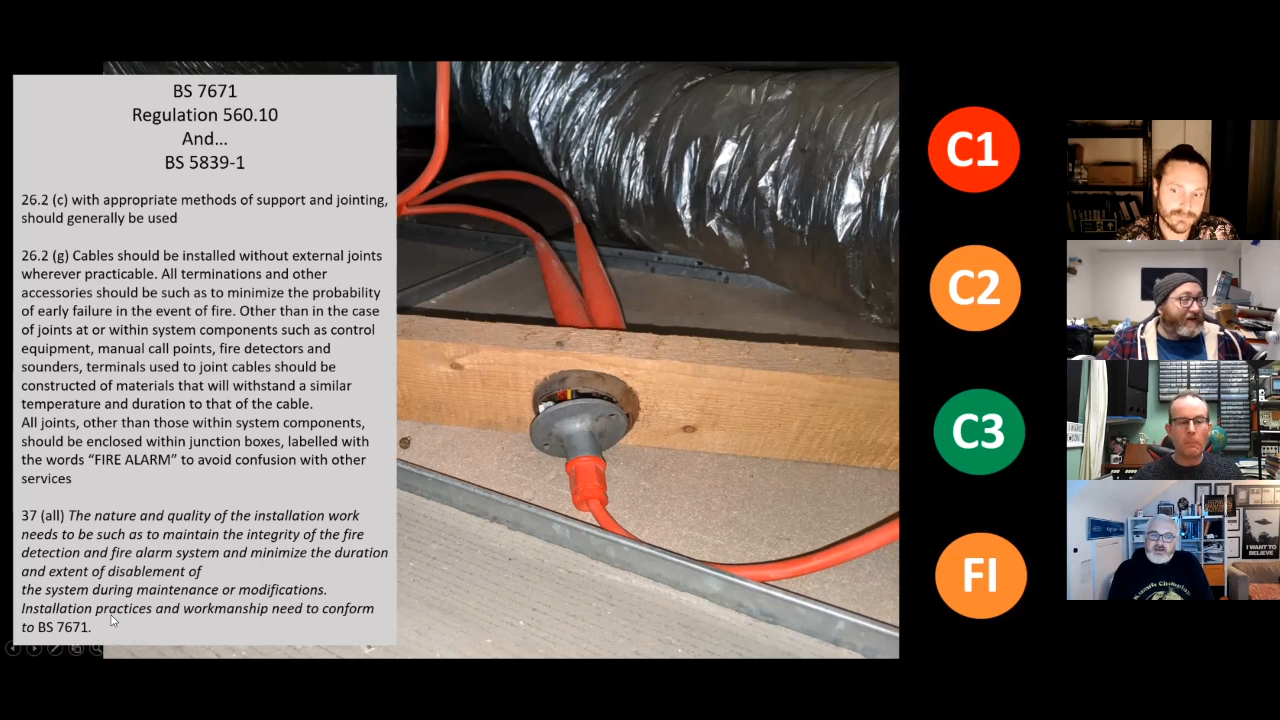 BS 7671
Regulation 560.10
And...
BS 5839-1
26.2 (c) with appropriate methods of support and jointing,
should generally be used
26.2 (g) Cables should be installed without external joints
wherever practicable. All terminations and other
accessories should be such as to minimize the probability
of early failure in the event of fire. Other than in the case
of joints at or within system components such as control
equipment, manual call points, fire detectors and
sounders, terminals used to joint cables should be
constructed of materials that will withstand a similar
temperature and duration to that of the cable.
All joints, other than those within system components,
should be enclosed within junction boxes, labelled with
the words “FIRE ALARM” to avoid confusion with other
services
37 (all) The nature and quality of the installation work
needs to be such as to maintain the integrity of the fire
detection and fire alarm system and minimize the duration
and extent of disablement of
the system during maintenance or modifications.
Installation practices and workmanship need to conform
to BS 7671.
C1
C2
C3
FI
I WANT TO
BELIEVE